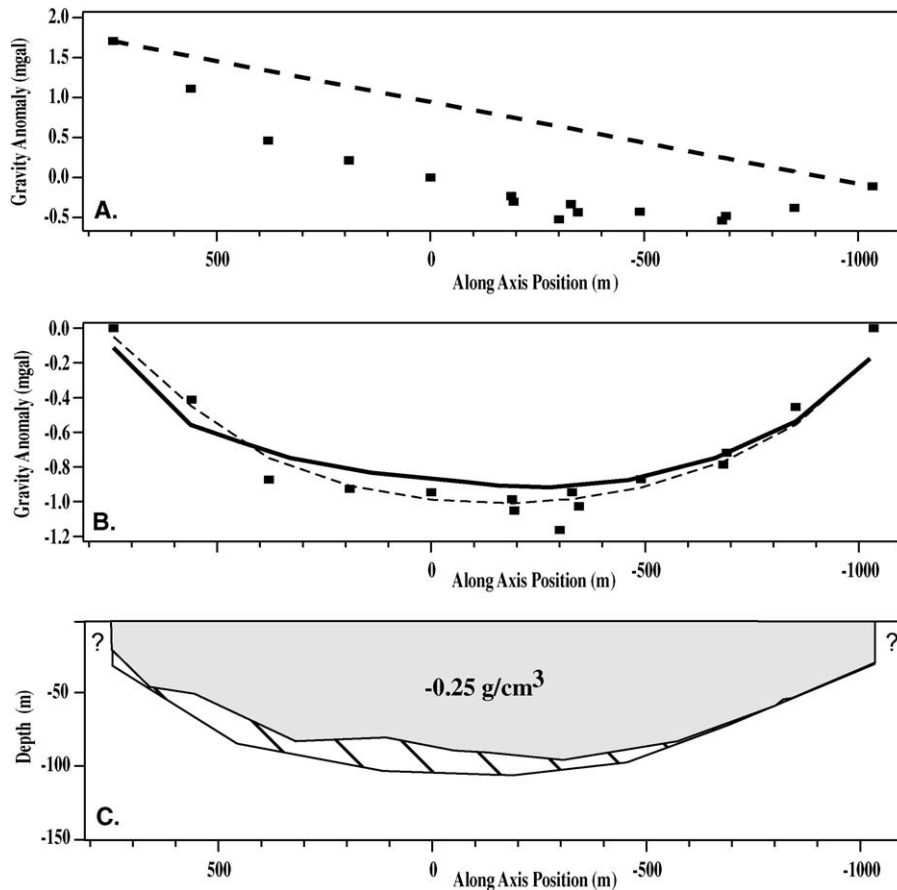 2.0
1.5
1.0
0.5
0.0
-0.5
Gravity Anomaly (mgal)
A.
500 0 -500 -1000
Along Axis Position (m)
0.0
-0.2
-0.4
-0.6
-0.8
-1.0
-1.2
Gravity Anomaly (mgal)
B.
500 0 -500 -1000
Along Axis Position (m)
? ?
-0.25 g/cm3
-50
-100
-150
Depth (m)
C.
500 0 -500 -1000
Along Axis Position (m)